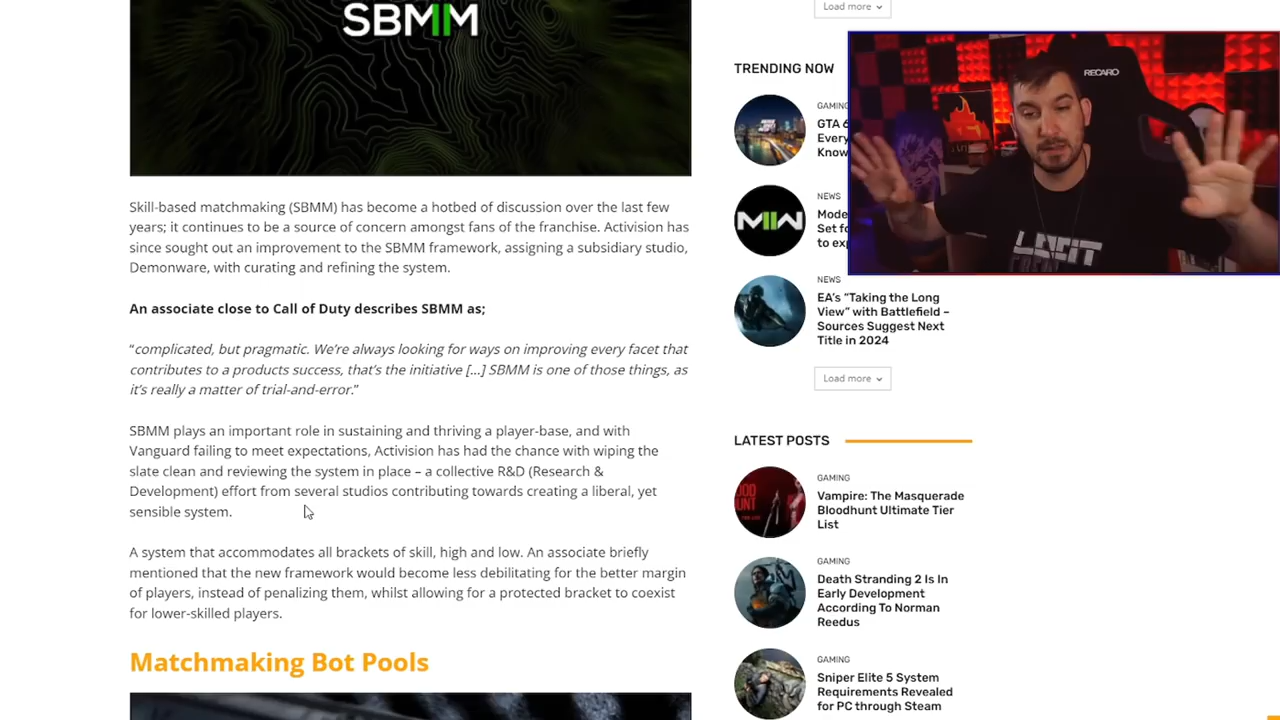 SBMM
Skill-based matchmaking (SBMM) has become a hotbed of discussion over the last few
years; it continues to be a source of concern amongst fans of the franchise. Activision has
since sought out an improvement to the SBMM framework, assigning a subsidiary studio,
Demonware, with curating and refining the system.
An associate close to Call of Duty describes SBMM as;
“complicated, but pragmatic. We’re always looking for ways on improving every facet that
contributes to a products success, that’s the initiative […] SBMM is one of those things, as
it’s really a matter of trial-and-error.”
SBMM plays an important role in sustaining and thriving a player-base, and with
Vanguard failing to meet expectations, Activision has had the chance with wiping the
slate clean and reviewing the system in place – a collective R&D (Research &
Development) effort from several studios contributing towards creating a liberal, yet
sensible system.
A system that accommodates all brackets of skill, high and low. An associate briefly
mentioned that the new framework would become less debilitating for the better margin
of players, instead of penalizing them, whilst allowing for a protected bracket to coexist
for lower-skilled players.
Matchmaking Bot Pools
Load more
TRENDING NOW
GAMING
GTA 6
Every
Know
NEWS
MIIW
Mode
Set fo
to exp
NEWS
EA’s “Taking the Long
View” with Battlefield –
Sources Suggest Next
Title in 2024
Load more
LATEST POSTS
GAMING
Vampire: The Masquerade
Bloodhunt Ultimate Tier
List
GAMING
Death Stranding 2 Is In
Early Development
According To Norman
Reedus
GAMING
Sniper Elite 5 System
Requirements Revealed
for PC through Steam
RECARO